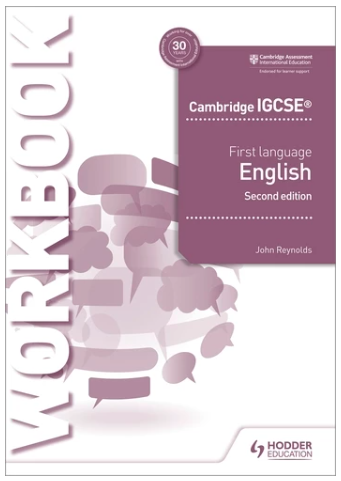 WORKBOOK
30
YEARS
Cambridge Assessment
International Education
Endorsed for learner support
Cambridge IGCSE®
First language
English
Second edition
John Reynolds
HODDER
EDUCATION